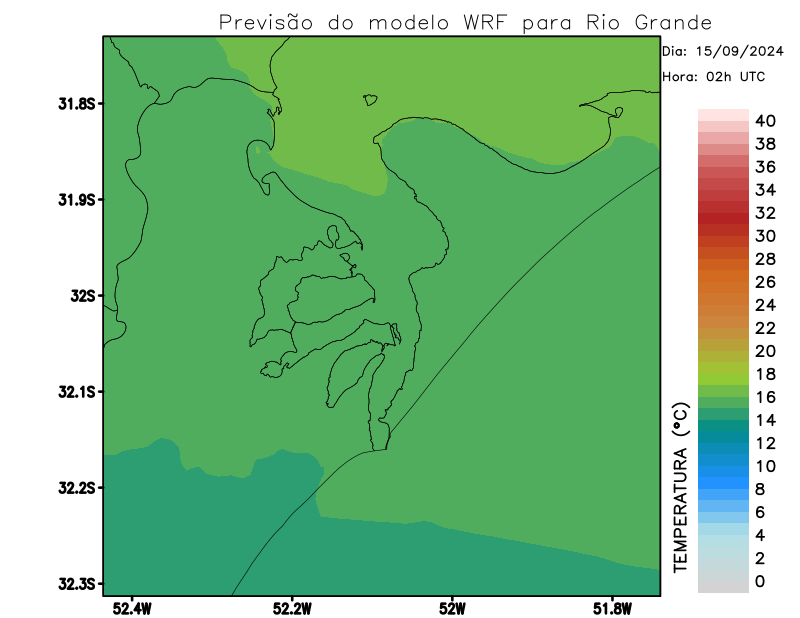 Previsão do modelo WRF para Rio Grande
Dia: 15/09/2024
Hora: 02h UTC
31.8S
31.9S
32S
32.1S
32.2S
32.3S
52.4W
52.2W
52W
51.8W
TEMPERATURA (ºC)
40
38
36
34
32
30
28
26
24
22
20
18
16
14
12
10
8
6
4
2
0